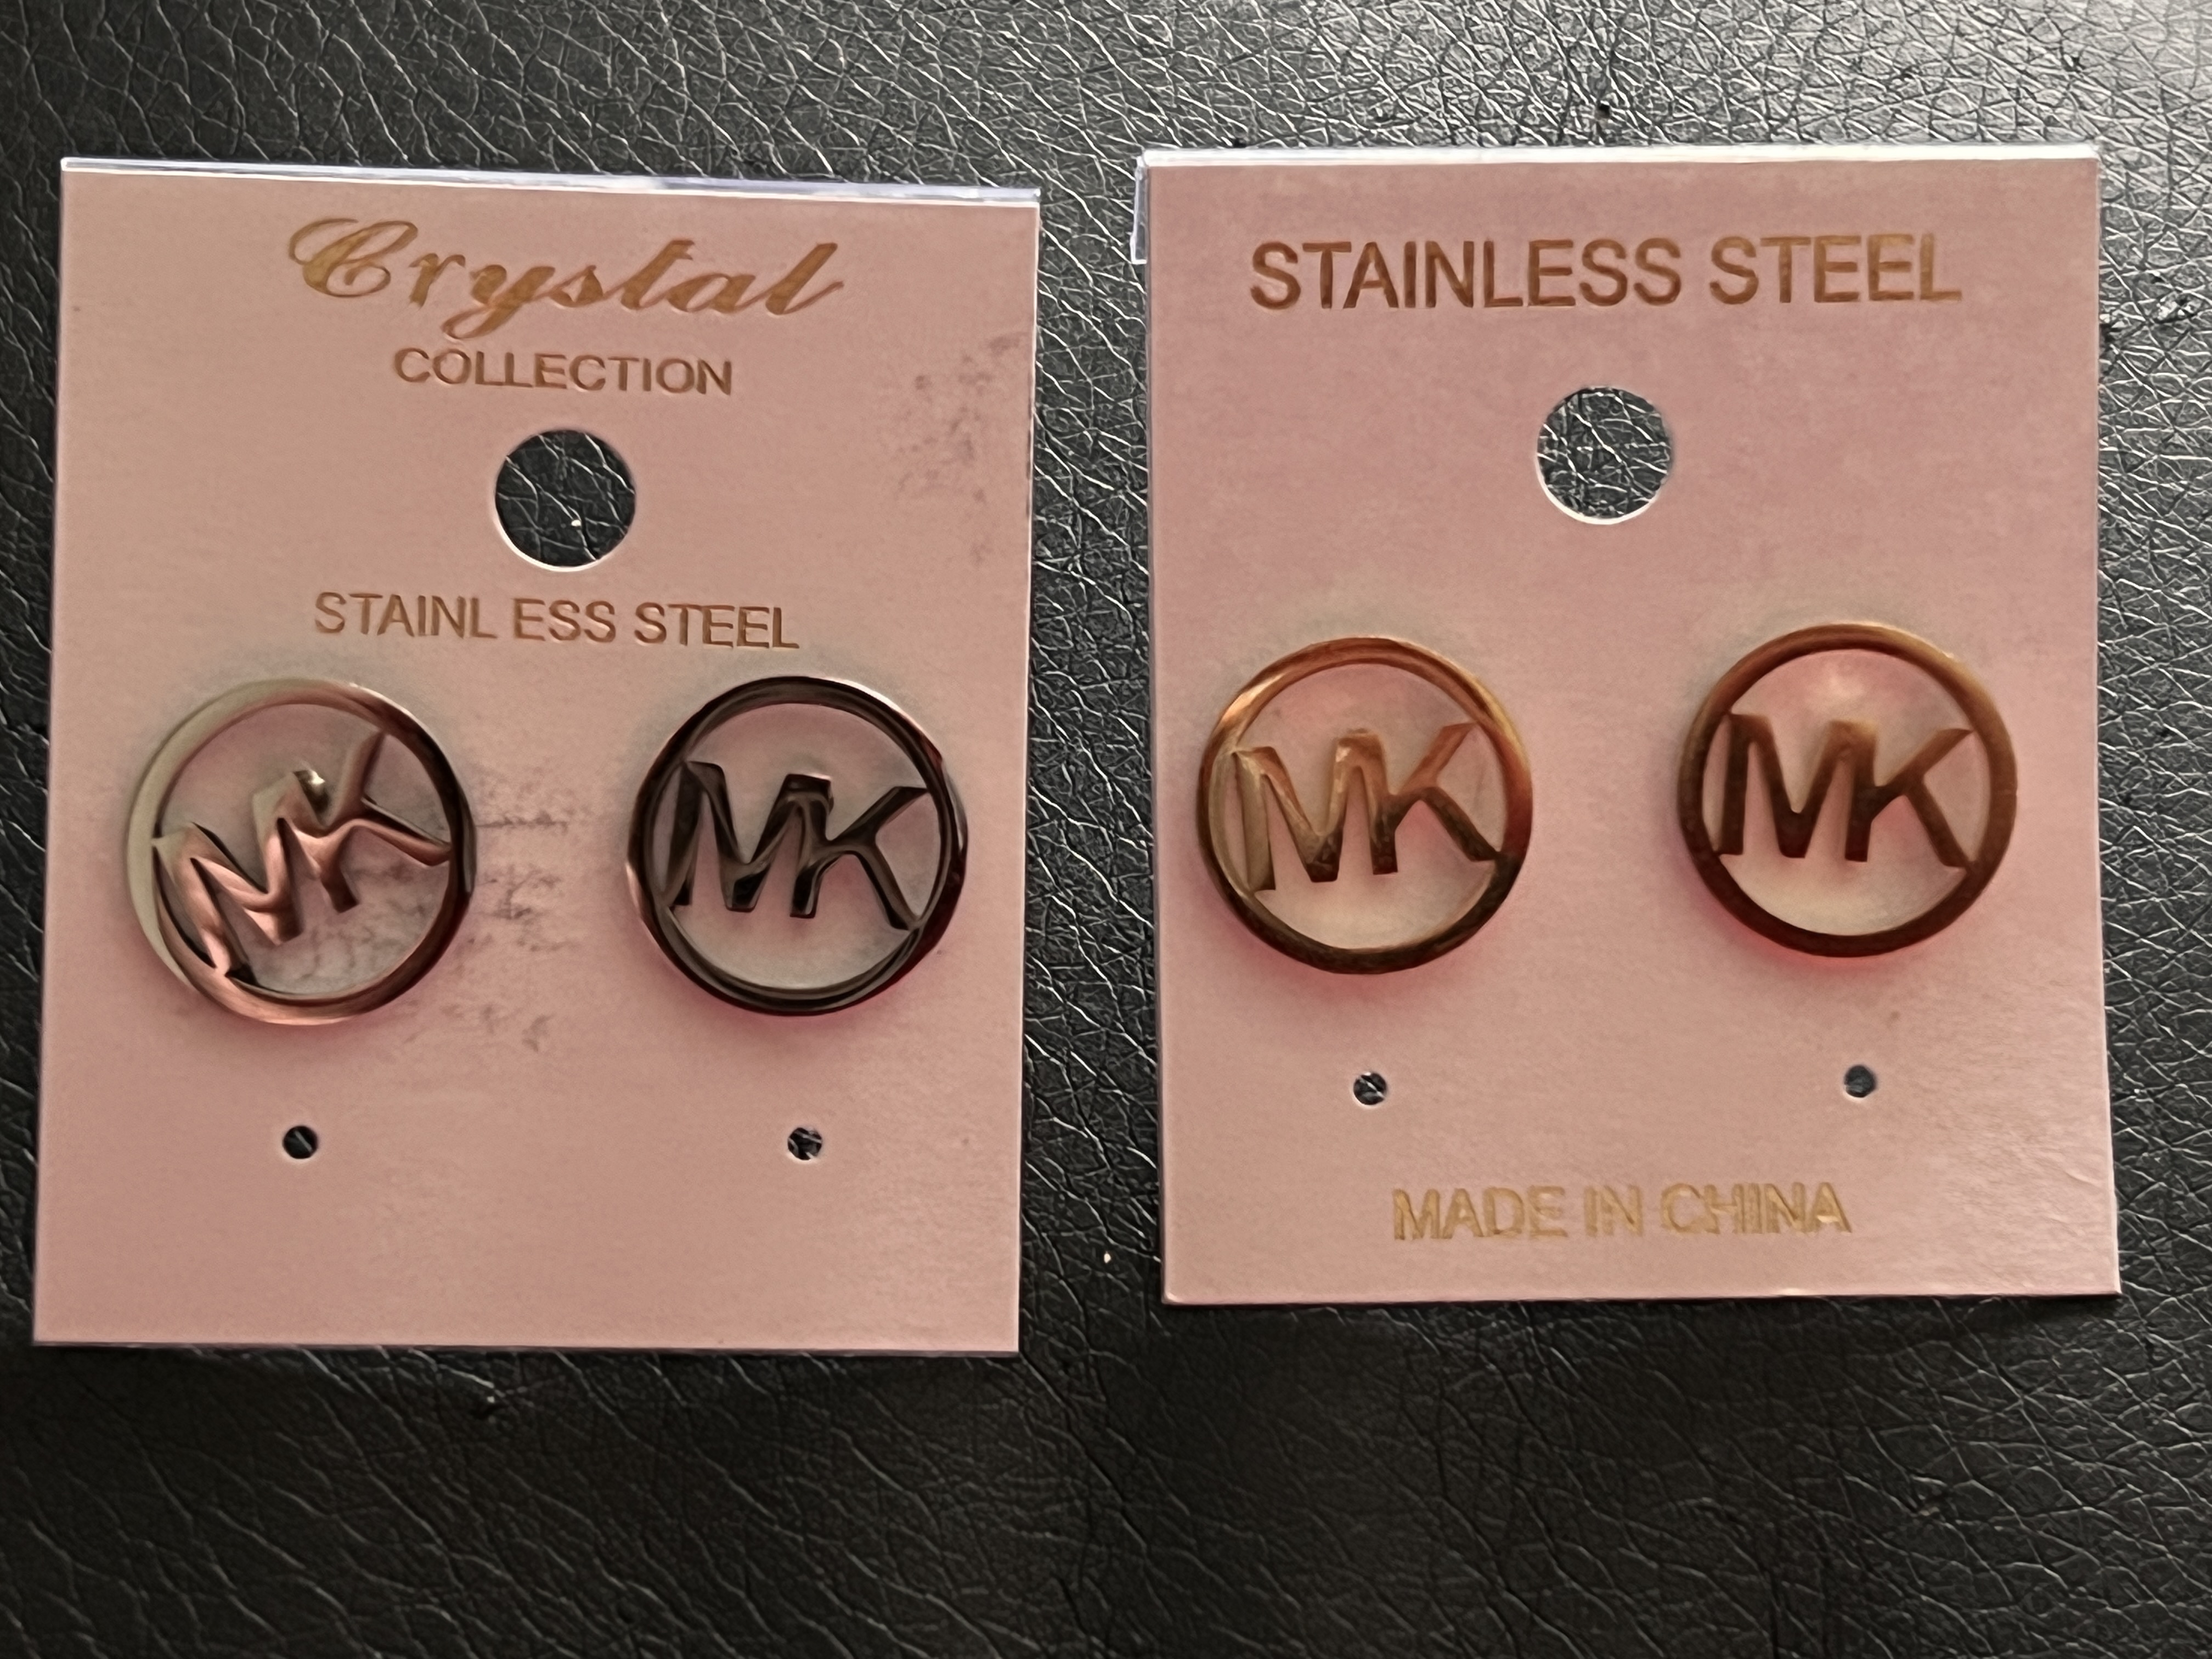 Crystal
COLLECTION
STAINL ESS STEEL
MK
MK
STAINLESS STEEL
MK
MK
MADE IN CHINA